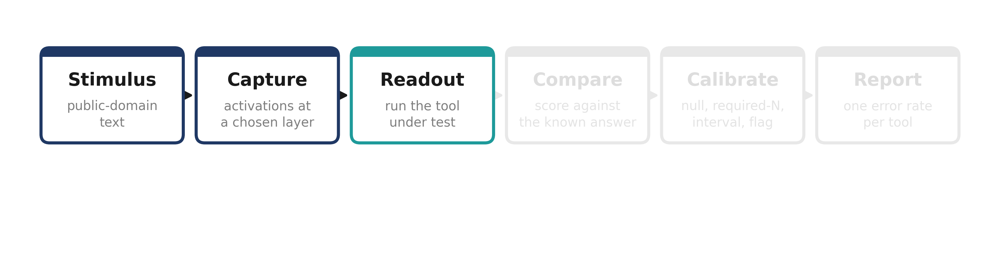 Stimulus
public-domain
text
Capture
activations at
a chosen layer
Readout
run the tool
under test
Compare
score against
the known answer
Calibrate
null, required-N,
interval, flag
Report
one error rate
per tool